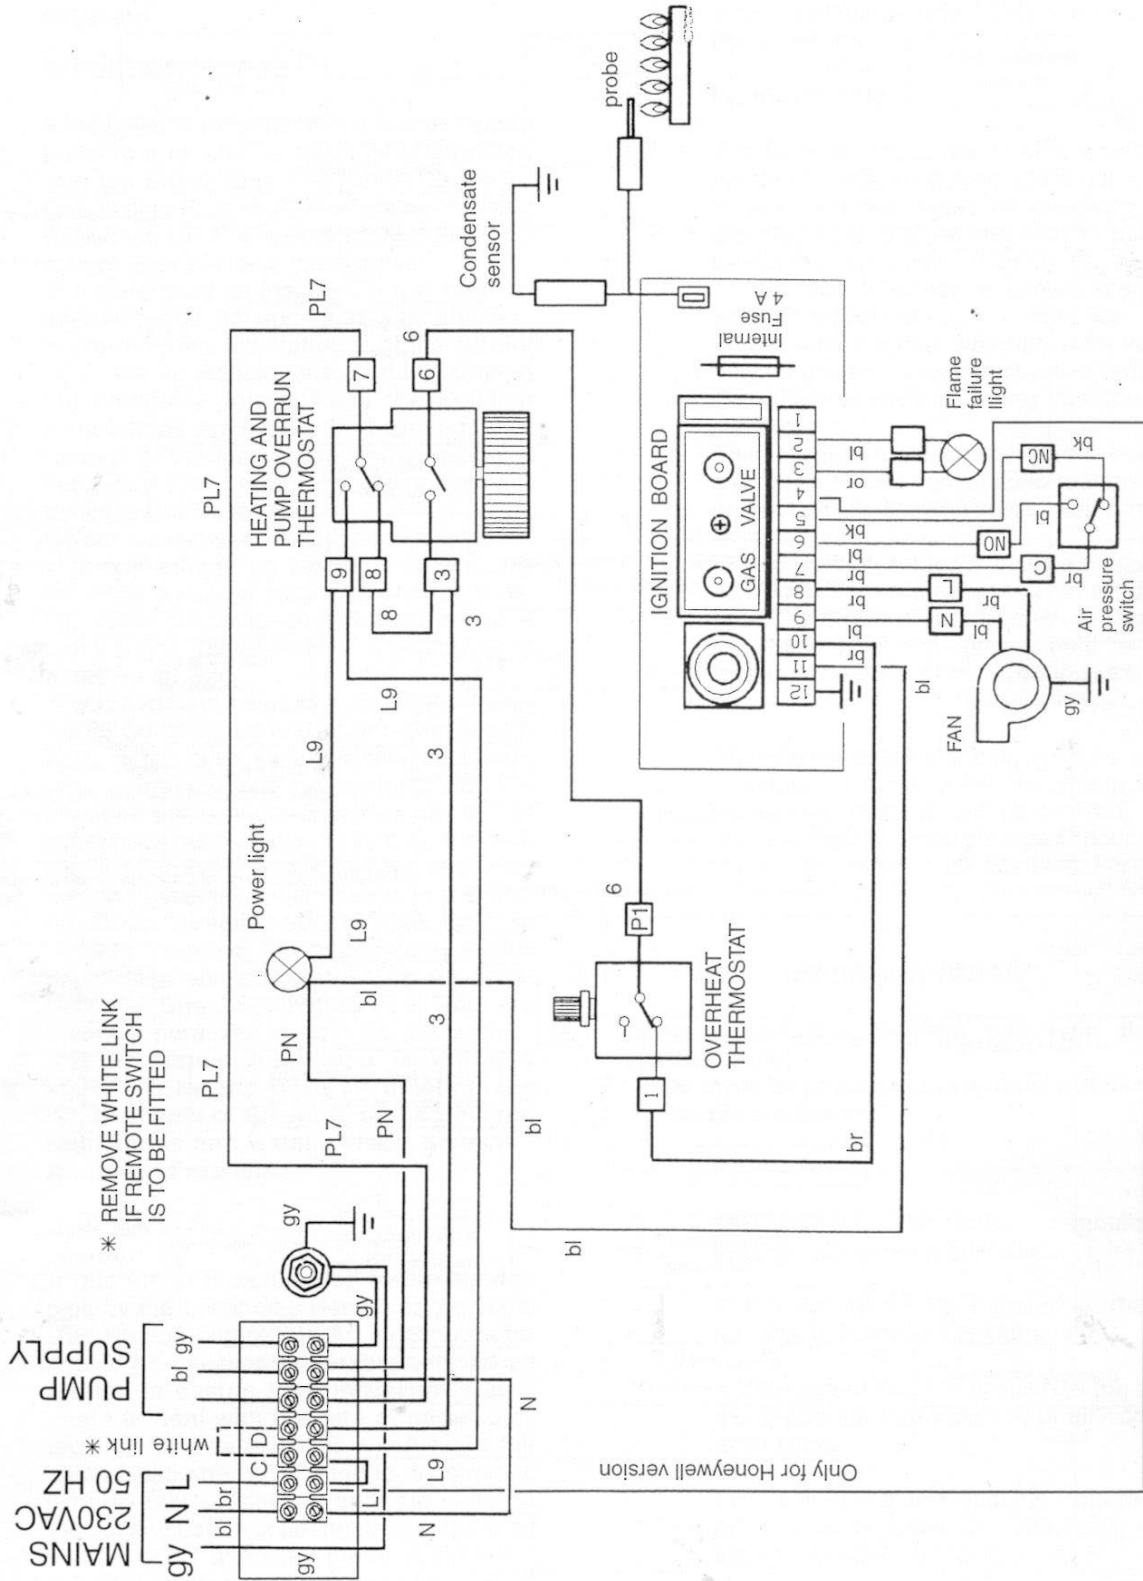 * REMOVE WHITE LINK
IF REMOTE SWITCH
IS TO BE FITTED
MAINS
230VAC
50 HZ
gy
N
L
bl
br
white link *
C
D
PUMP
SUPPLY
bl
gy
gy
gy
gy
L
L9
N
N
PL7
PL7
PL7
PL7
PN
PN
Power light
bl
L9
L9
L9
3
3
3
8
HEATING AND
PUMP OVERRUN
THERMOSTAT
9
8
3
7
6
6
Condensate
sensor
probe
OVERHEAT
THERMOSTAT
1
P1
6
br
bl
bl
bl
IGNITION BOARD
GAS VALVE
Internal
Fuse
4 A
12
11
10
9
8
7
6
5
4
3
2
1
br
bl
br
br
bl
bk
or
bl
Flame
failure
llight
FAN
gy
N
L
bl
br
C
NO
NC
br
bl
bk
Air
pressure
switch
Only for Honeywell version